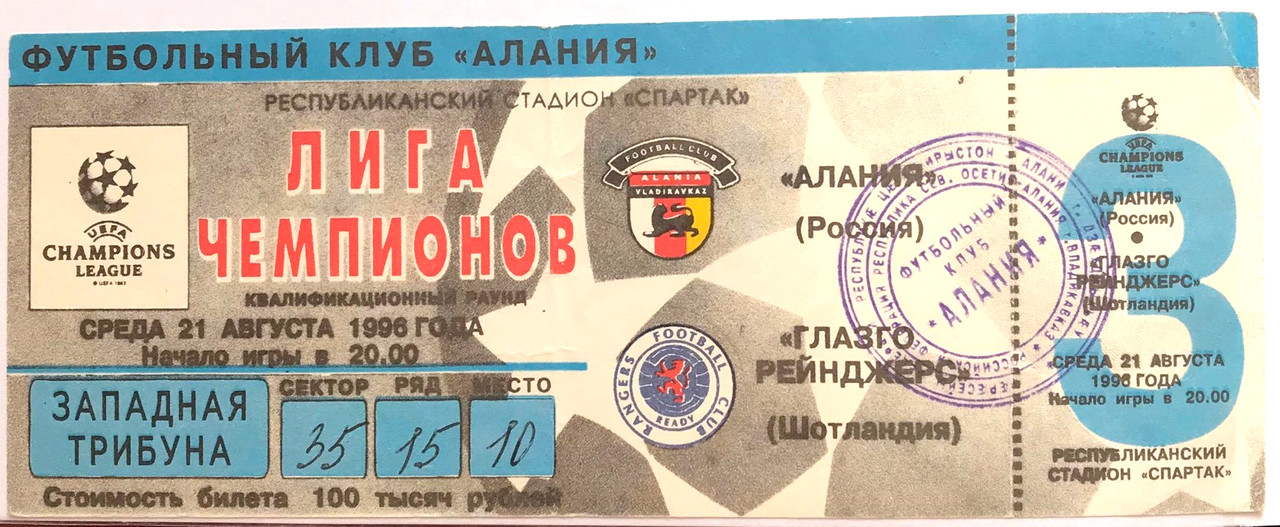 ФУТБОЛЬНЫЙ КЛУБ «АЛАНИЯ»
РЕСПУБЛИКАНСКИЙ СТАДИОН «СПАРТАК»
UEFA
CHAMPIONS
LEAGUE
ЛИГА
ЧЕМПИОНОВ
КВАЛИФИКАЦИОННЫЙ РАУНД
СРЕДА 21 АВГУСТА 1996 ГОДА
Начало игры в 20.00
ЗАПАДНАЯ
ТРИБУНА
СЕКТОР РЯД МЕСТО
35 15 10
Стоимость билета 100 тысяч рублей
FOOTBALL CLUB
ALANIA
VLADIRAVKAZ
«АЛАНИЯ»
(Россия)
RANGERS FOOTBALL CLUB
READY
«ГЛАЗГО
РЕЙНДЖЕРС»
(Шотландия)
ФУТБОЛЬНЫЙ
КЛУБ
* АЛАНИЯ *
3
UEFA
CHAMPIONS
LEAGUE
«АЛАНИЯ»
(Россия)
•
«ГЛАЗГО
РЕЙНДЖЕРС»
(Шотландия)
СРЕДА 21 АВГУСТА
1996 ГОДА
Начало игры в 20.00
РЕСПУБЛИКАНСКИЙ
СТАДИОН «СПАРТАК»